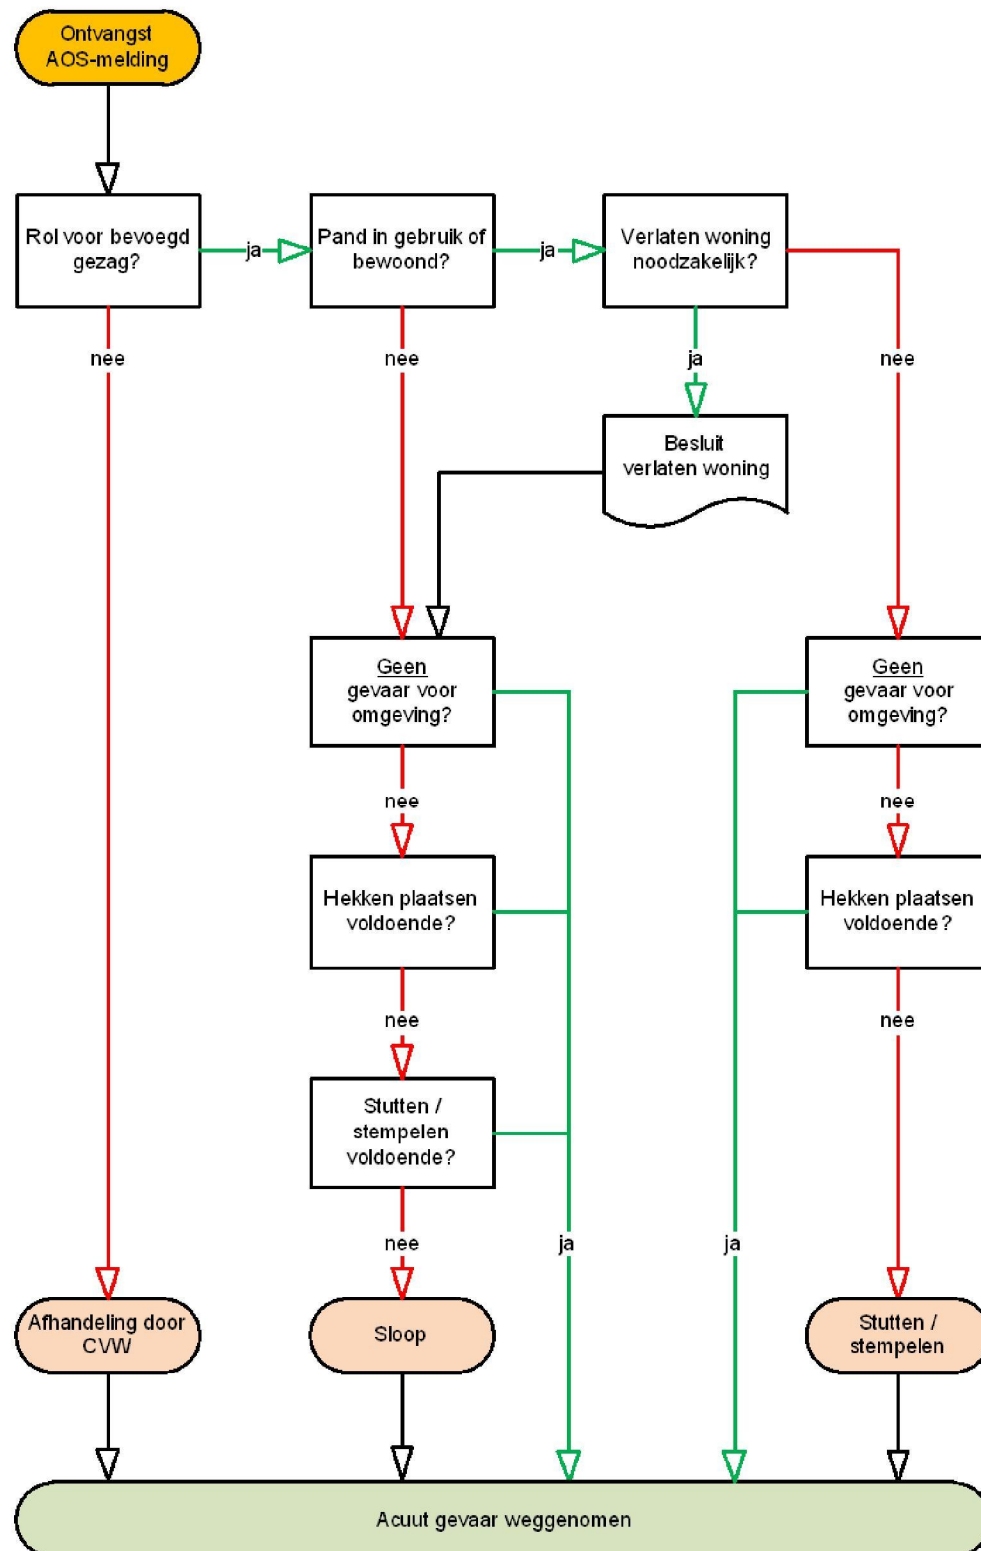 Ontvangst
AOS-melding
Rol voor bevoegd
gezag?
ja
Pand in gebruik of
bewoond?
ja
Verlaten woning
noodzakelijk?
nee
nee
ja
nee
Besluit
verlaten woning
Geen
gevaar voor
omgeving?
Geen
gevaar voor
omgeving?
nee
nee
Hekken plaatsen
voldoende?
Hekken plaatsen
voldoende?
nee
nee
Stutten /
stempelen
voldoende?
nee
ja
ja
Afhandeling door
CVW
Sloop
Stutten /
stempelen
Acuut gevaar weggenomen